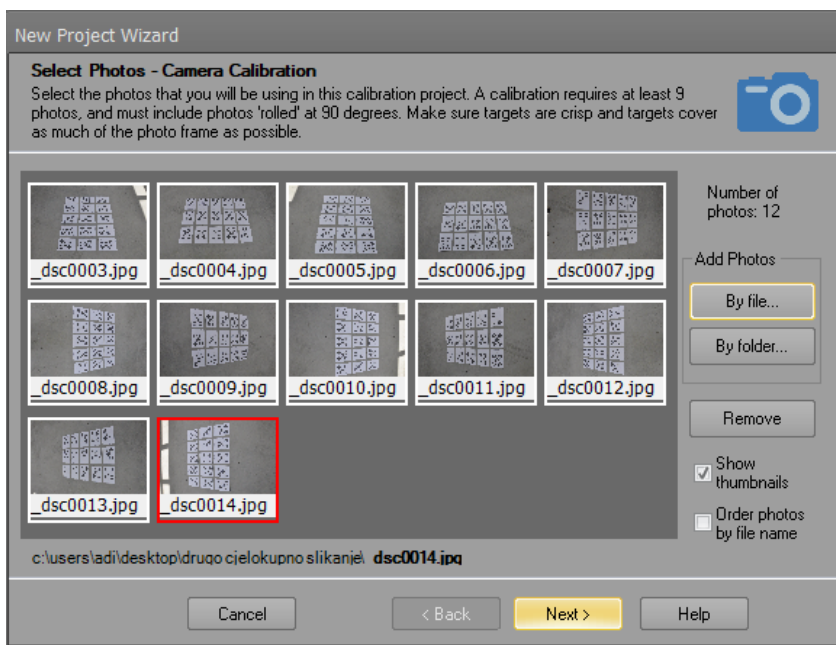 New Project Wizard
Select Photos - Camera Calibration
Select the photos that you will be using in this calibration project. A calibration requires at least 9
photos, and must include photos 'rolled' at 90 degrees. Make sure targets are crisp and targets cover
as much of the photo frame as possible.
_dsc0003.jpg _dsc0004.jpg _dsc0005.jpg _dsc0006.jpg _dsc0007.jpg
_dsc0008.jpg _dsc0009.jpg _dsc0010.jpg _dsc0011.jpg _dsc0012.jpg
_dsc0013.jpg _dsc0014.jpg
Number of
photos: 12
Add Photos
By file...
By folder...
Remove
Show
thumbnails
Order photos
by file name
c:\users\adi\desktop\drugo cjelokupno slikanje\_dsc0014.jpg
Cancel < Back Next > Help